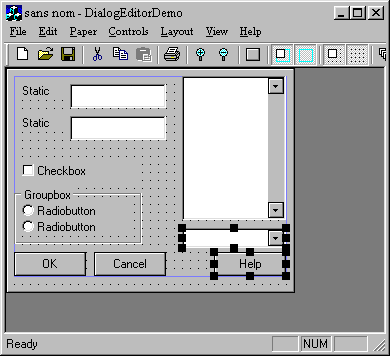 sans nom - DialogEditorDemo
File Edit Paper Controls Layout View Help
Static
Static
Checkbox
Groupbox
Radiobutton
Radiobutton
OK Cancel Help
Ready NUM